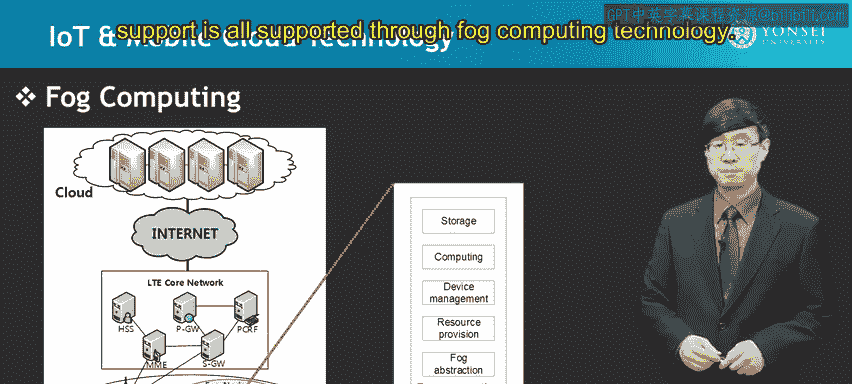 support is all supported through fog computing technology.
IoT & Mobile Cloud Technology
YONSEI
UNIVERSITY
❖ Fog Computing
Cloud
INTERNET
LTE Core Network
HSS
P-GW
PCRF
MME
S-GW
Storage
Computing
Device
management
Resource
provision
Fog
abstraction